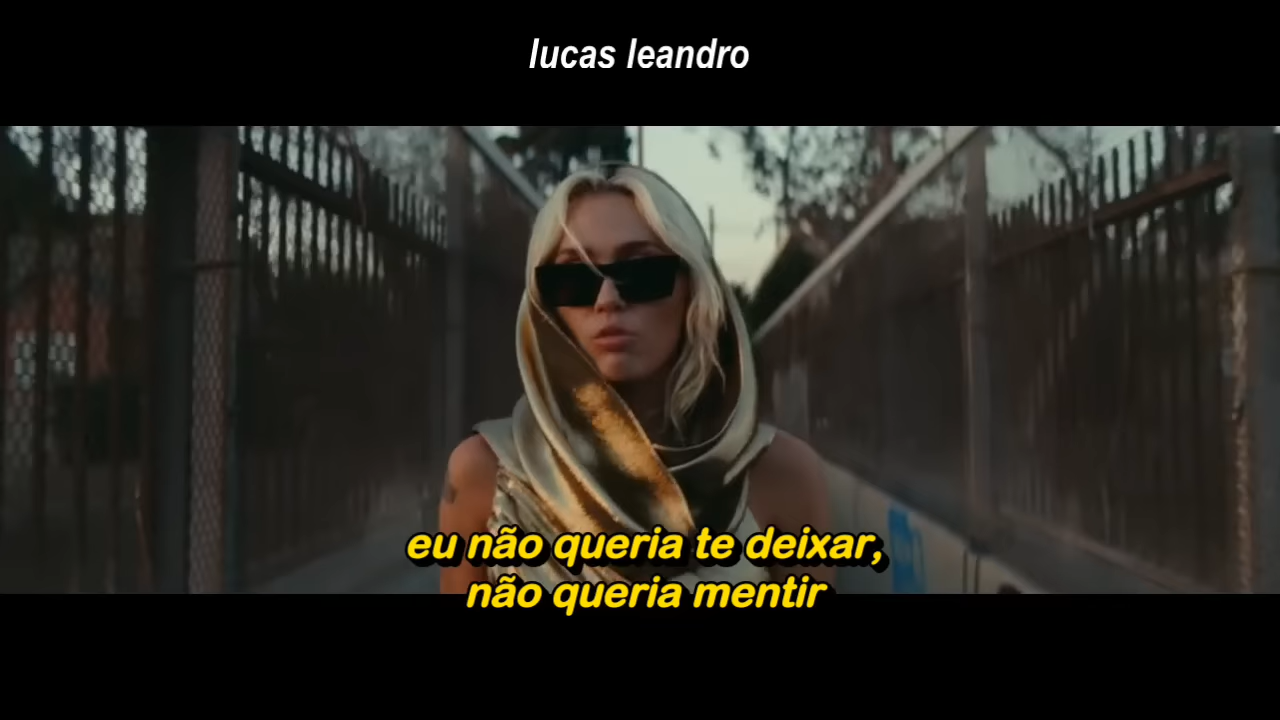 lucas leandro
eu não queria te deixar,
não queria mentir